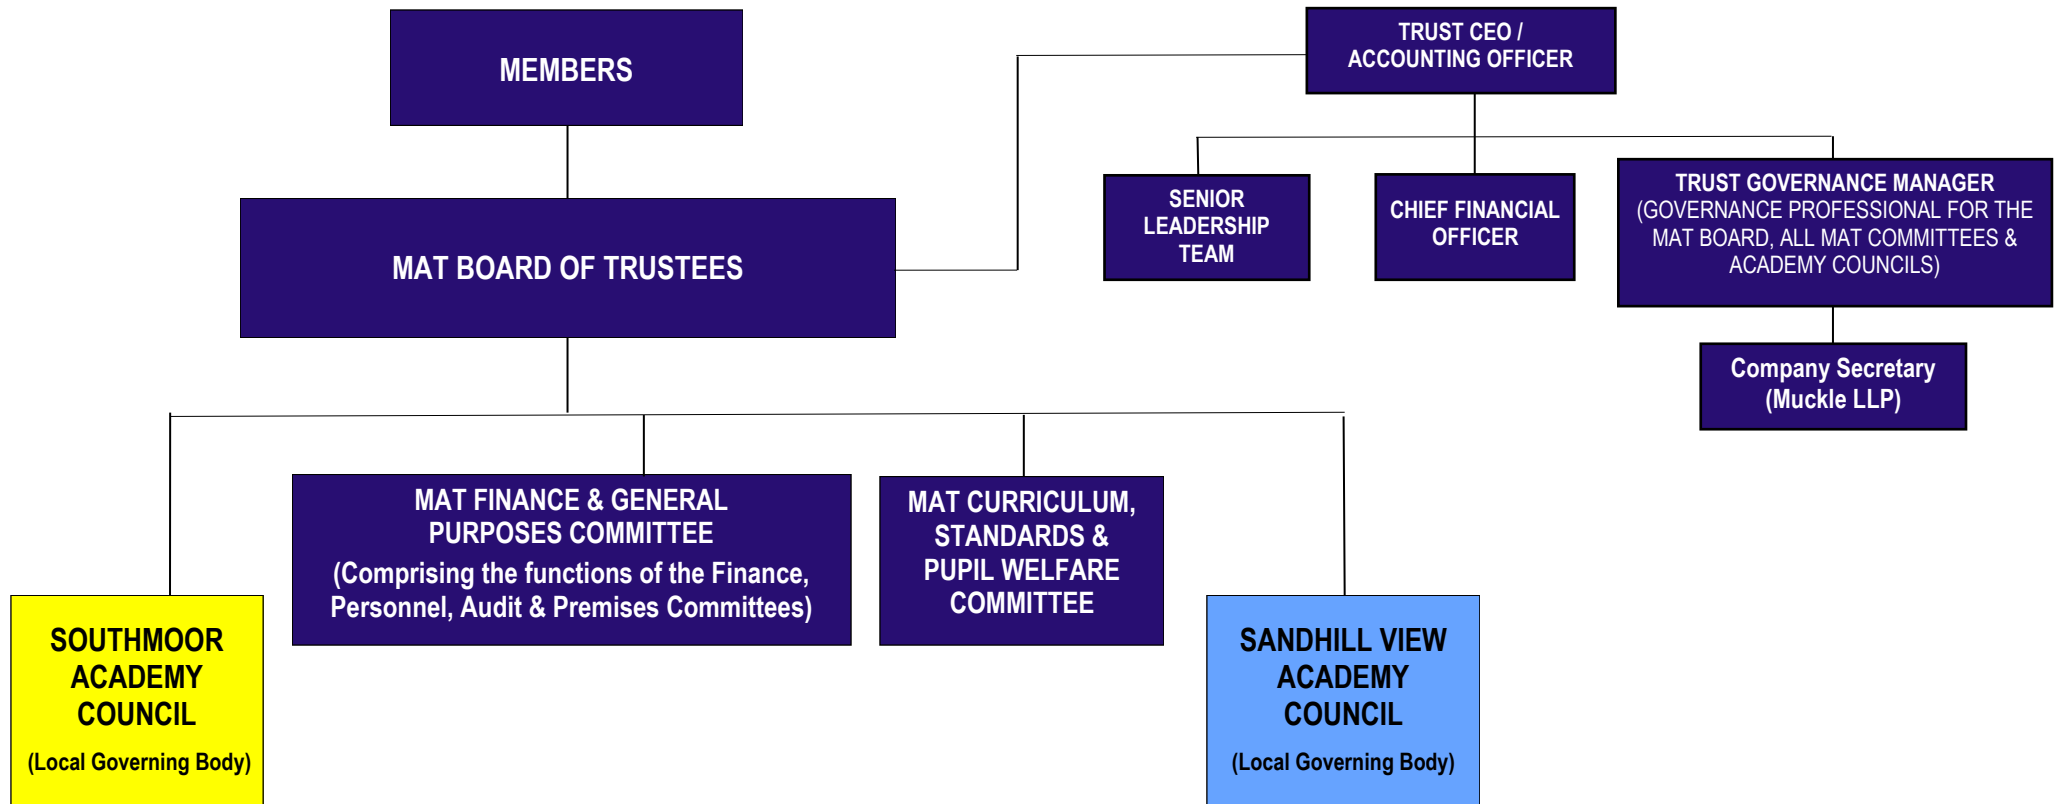 MEMBERS
TRUST CEO /
ACCOUNTING OFFICER
MAT BOARD OF TRUSTEES
SENIOR
LEADERSHIP
TEAM
CHIEF FINANCIAL
OFFICER
TRUST GOVERNANCE MANAGER
(GOVERNANCE PROFESSIONAL FOR THE
MAT BOARD, ALL MAT COMMITTEES &
ACADEMY COUNCILS)
Company Secretary
(Muckle LLP)
SOUTHMOOR
ACADEMY
COUNCIL
(Local Governing Body)
MAT FINANCE & GENERAL
PURPOSES COMMITTEE
(Comprising the functions of the Finance,
Personnel, Audit & Premises Committees)
MAT CURRICULUM,
STANDARDS &
PUPIL WELFARE
COMMITTEE
SANDHILL VIEW
ACADEMY
COUNCIL
(Local Governing Body)